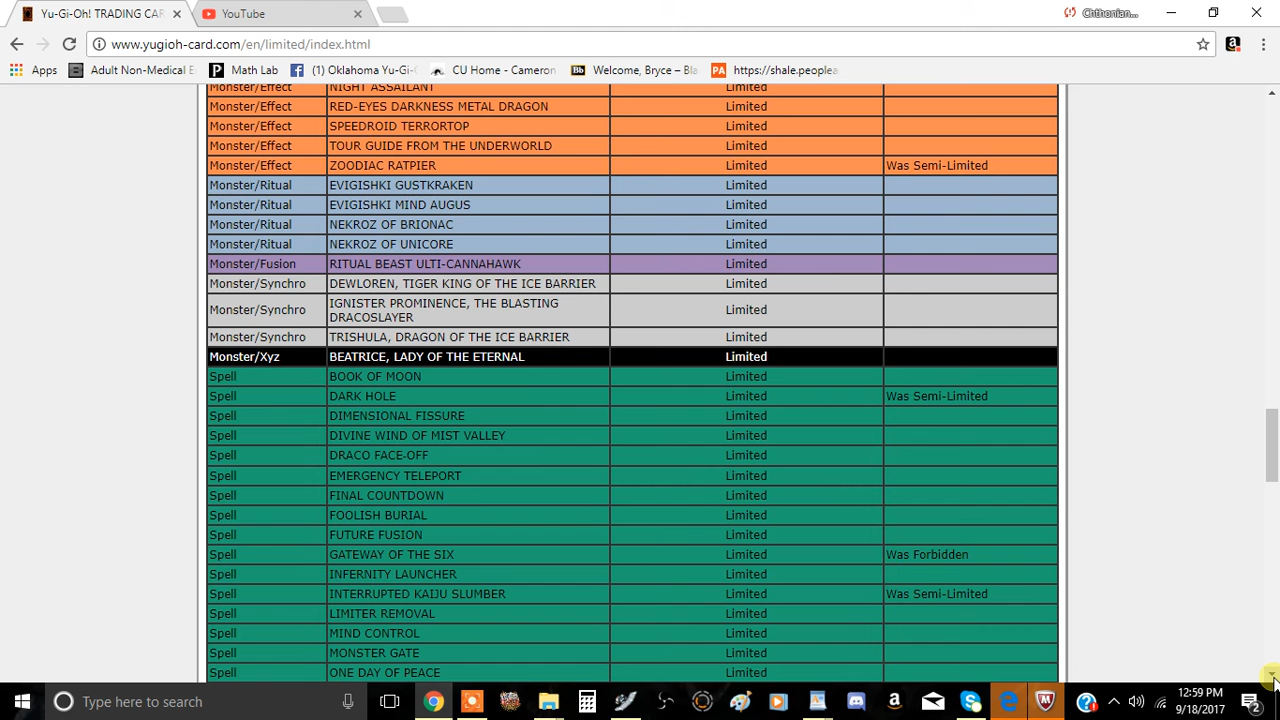 Yu-Gi-Oh! TRADING CAR
YouTube
Chthonian...
www.yugioh-card.com/en/limited/index.html
Apps
Adult Non-Medical E
Math Lab
(1) Oklahoma Yu-Gi-C
CU Home - Cameron
Welcome, Bryce – Bla
https://shale.peoplea
Monster/Effect NIGHT ASSAILANT Limited
Monster/Effect RED-EYES DARKNESS METAL DRAGON Limited
Monster/Effect SPEEDROID TERRORTOP Limited
Monster/Effect TOUR GUIDE FROM THE UNDERWORLD Limited
Monster/Effect ZOODIAC RATPIER Limited Was Semi-Limited
Monster/Ritual EVIGISHKI GUSTKRAKEN Limited
Monster/Ritual EVIGISHKI MIND AUGUS Limited
Monster/Ritual NEKROZ OF BRIONAC Limited
Monster/Ritual NEKROZ OF UNICORE Limited
Monster/Fusion RITUAL BEAST ULTI-CANNAHAWK Limited
Monster/Synchro DEWLOREN, TIGER KING OF THE ICE BARRIER Limited
Monster/Synchro IGNISTER PROMINENCE, THE BLASTING DRACOSLAYER Limited
Monster/Synchro TRISHULA, DRAGON OF THE ICE BARRIER Limited
Monster/Xyz BEATRICE, LADY OF THE ETERNAL Limited
Spell BOOK OF MOON Limited
Spell DARK HOLE Limited Was Semi-Limited
Spell DIMENSIONAL FISSURE Limited
Spell DIVINE WIND OF MIST VALLEY Limited
Spell DRACO FACE-OFF Limited
Spell EMERGENCY TELEPORT Limited
Spell FINAL COUNTDOWN Limited
Spell FOOLISH BURIAL Limited
Spell FUTURE FUSION Limited
Spell GATEWAY OF THE SIX Limited Was Forbidden
Spell INFERNITY LAUNCHER Limited
Spell INTERRUPTED KAIJU SLUMBER Limited Was Semi-Limited
Spell LIMITER REMOVAL Limited
Spell MIND CONTROL Limited
Spell MONSTER GATE Limited
Spell ONE DAY OF PEACE Limited
Type here to search
12:59 PM
9/18/2017
2